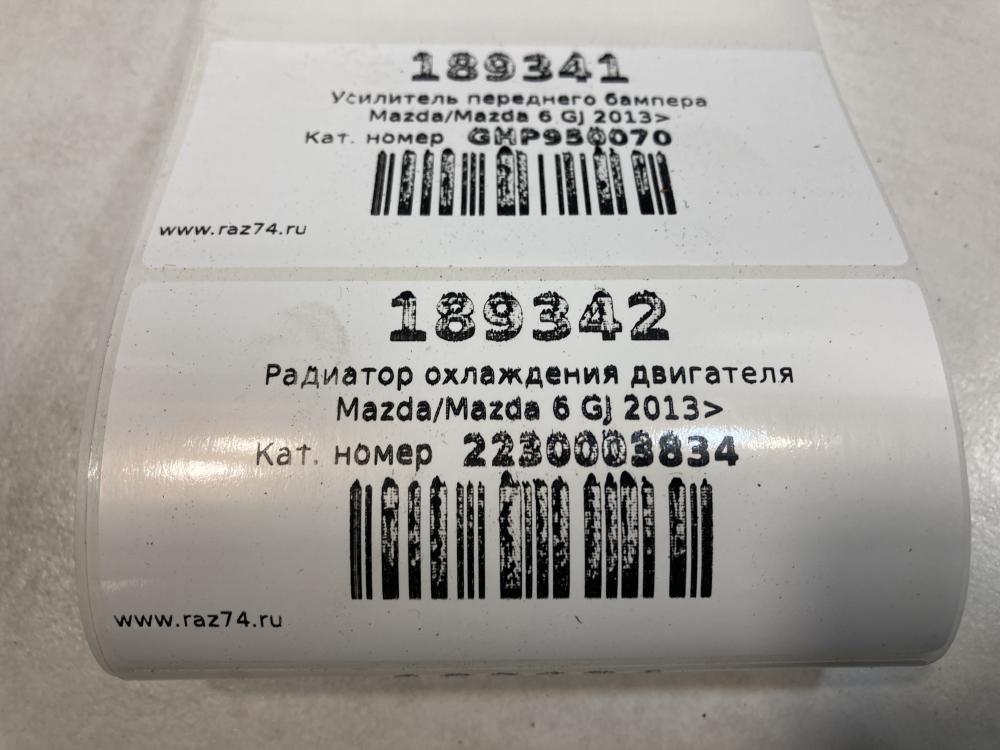 189341
Усилитель переднего бампера
Mazda/Mazda 6 GJ 2013>
Кат. номер GHP950070
www.raz74.ru
189342
Радиатор охлаждения двигателя
Mazda/Mazda 6 GJ 2013>
Кат. номер 2230003834
www.raz74.ru